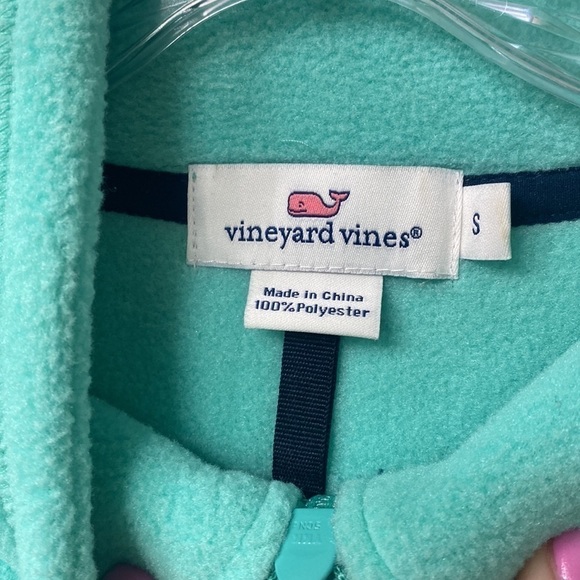 vineyard vines®
S
Made in China
100% Polyester